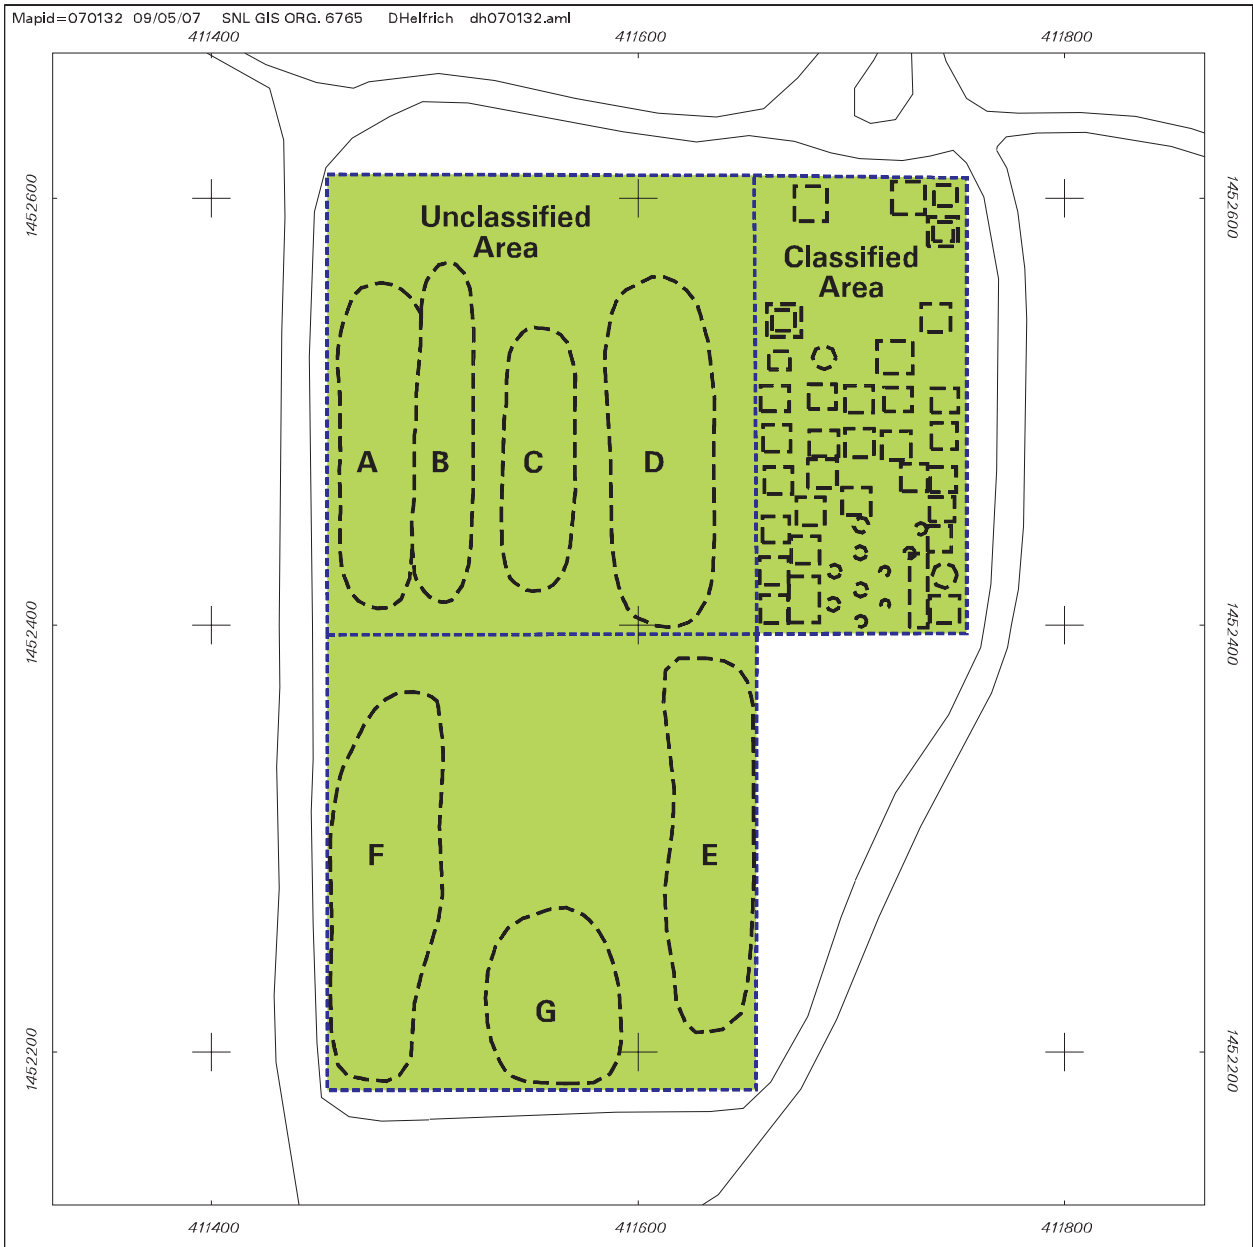 Mapid=070132 09/05/07 SNL GIS ORG. 6765 DHelfrich dh070132.aml
411400 411600 411800
1452600 1452600
Unclassified
Area
Classified
Area
A B C D
1452400 1452400
F E
G
1452200 1452200
411400 411600 411800